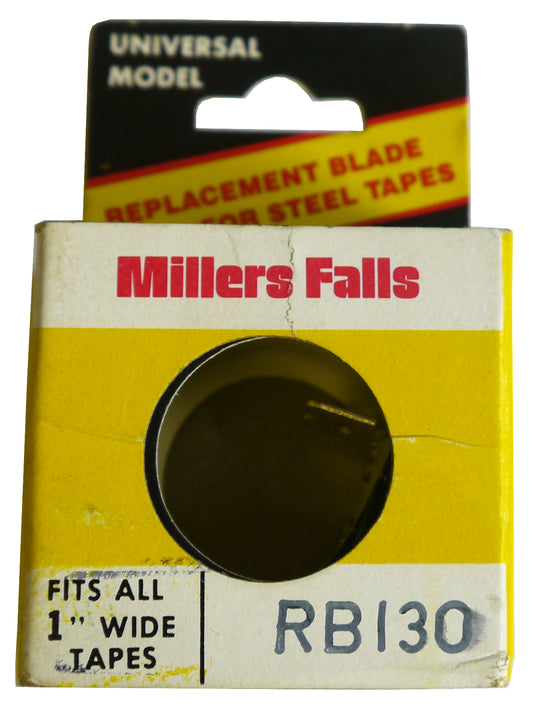 UNIVERSAL
MODEL
REPLACEMENT BLADE
FOR STEEL TAPES
Millers Falls
FITS ALL
1" WIDE
TAPES
RB130